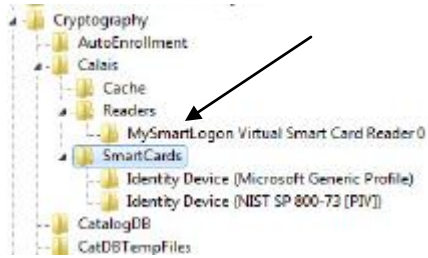 Cryptography
AutoEnrollment
Calais
Cache
Readers
MySmartLogon Virtual Smart Card Reader 0
SmartCards
Identity Device (Microsoft Generic Profile)
Identity Device (NIST SP 800-73 [PIV])
CatalogDB
CatDBTempFiles